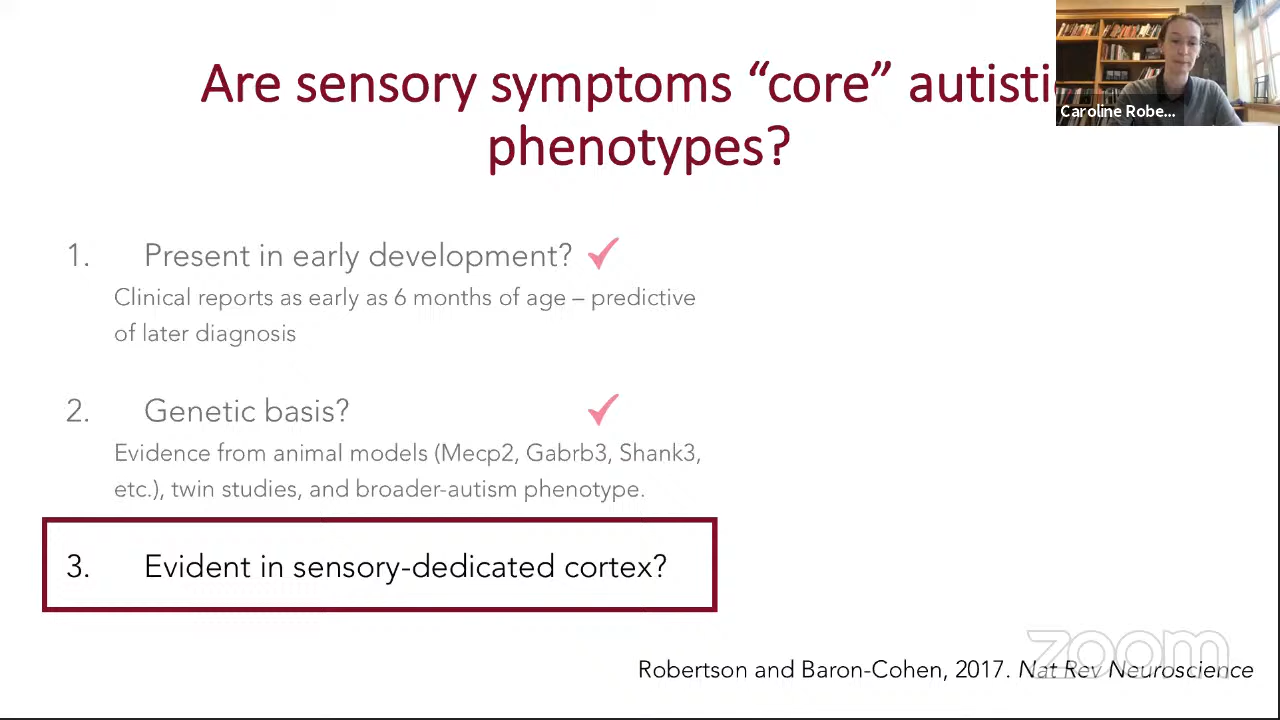 Are sensory symptoms “core” autisti
phenotypes?
Caroline Robe...
1. Present in early development? ✓
Clinical reports as early as 6 months of age – predictive
of later diagnosis
2. Genetic basis? ✓
Evidence from animal models (Mecp2, Gabrb3, Shank3,
etc.), twin studies, and broader-autism phenotype.
3. Evident in sensory-dedicated cortex?
zoom
Robertson and Baron-Cohen, 2017. Nat Rev Neuroscience